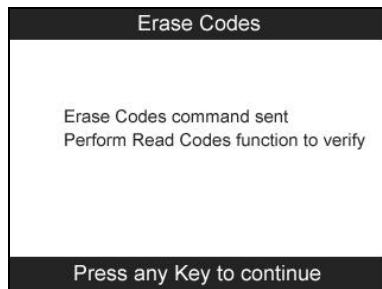 Erase Codes
Erase Codes command sent
Perform Read Codes function to verify
Press any Key to continue